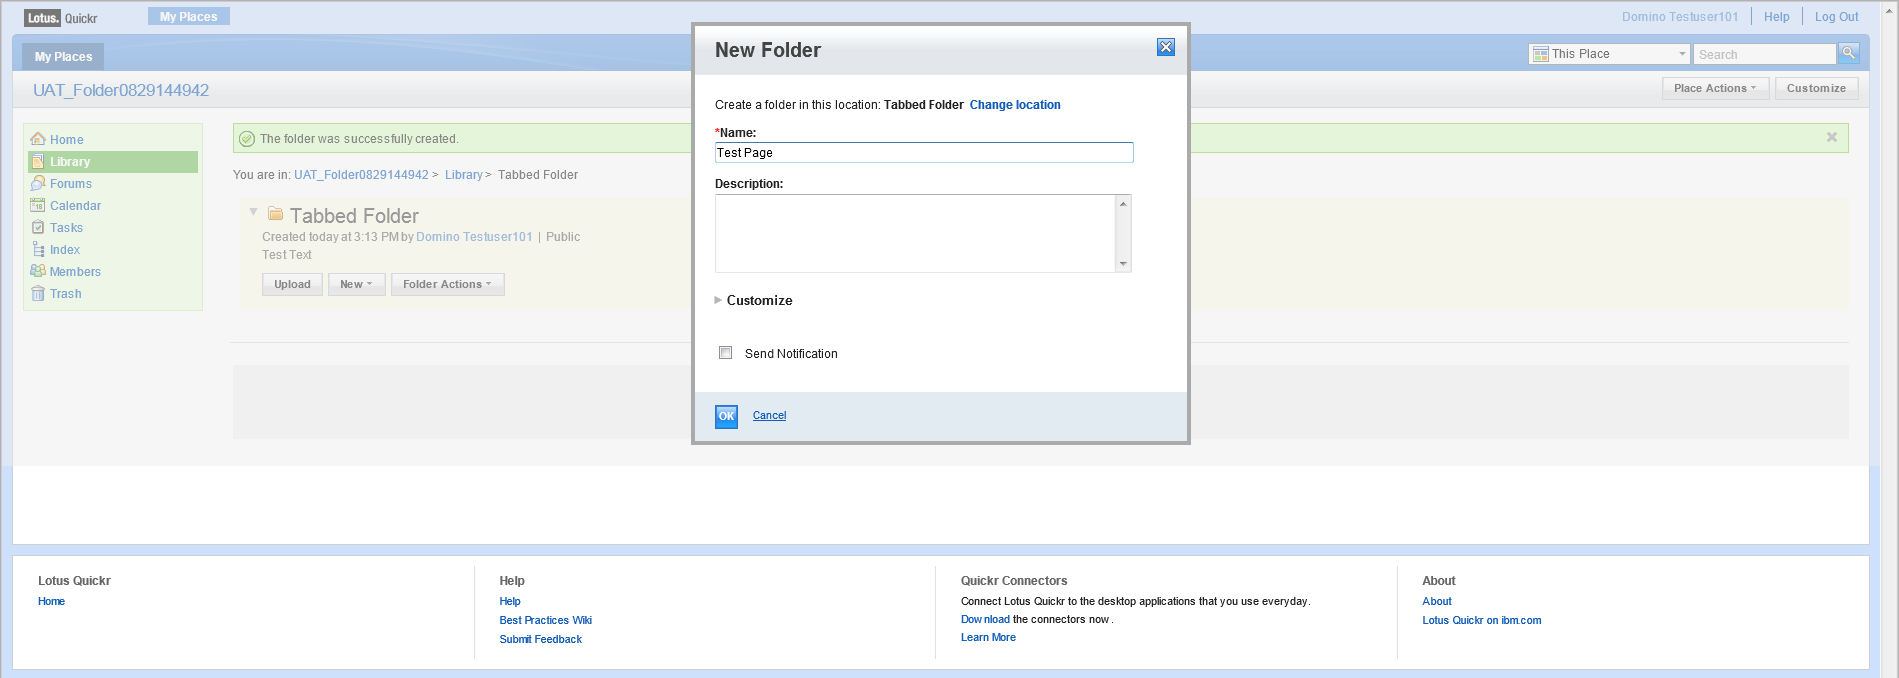 Lotus. Quickr
My Places
Domino Testuser101
Help
Log Out
My Places
This Place
Search
UAT_Folder0829144942
Place Actions
Customize
Home
Library
Forums
Calendar
Tasks
Index
Members
Trash
The folder was successfully created.
You are in: UAT_Folder0829144942 > Library > Tabbed Folder
Tabbed Folder
Created today at 3:13 PM by Domino Testuser101 | Public
Test Text
Upload
New
Folder Actions
New Folder
Create a folder in this location: Tabbed Folder Change location
*Name:
Test Page
Description:
Customize
Send Notification
OK
Cancel
Lotus Quickr
Home
Help
Help
Best Practices Wiki
Submit Feedback
Quickr Connectors
Connect Lotus Quickr to the desktop applications that you use everyday.
Download the connectors now.
Learn More
About
About
Lotus Quickr on ibm.com